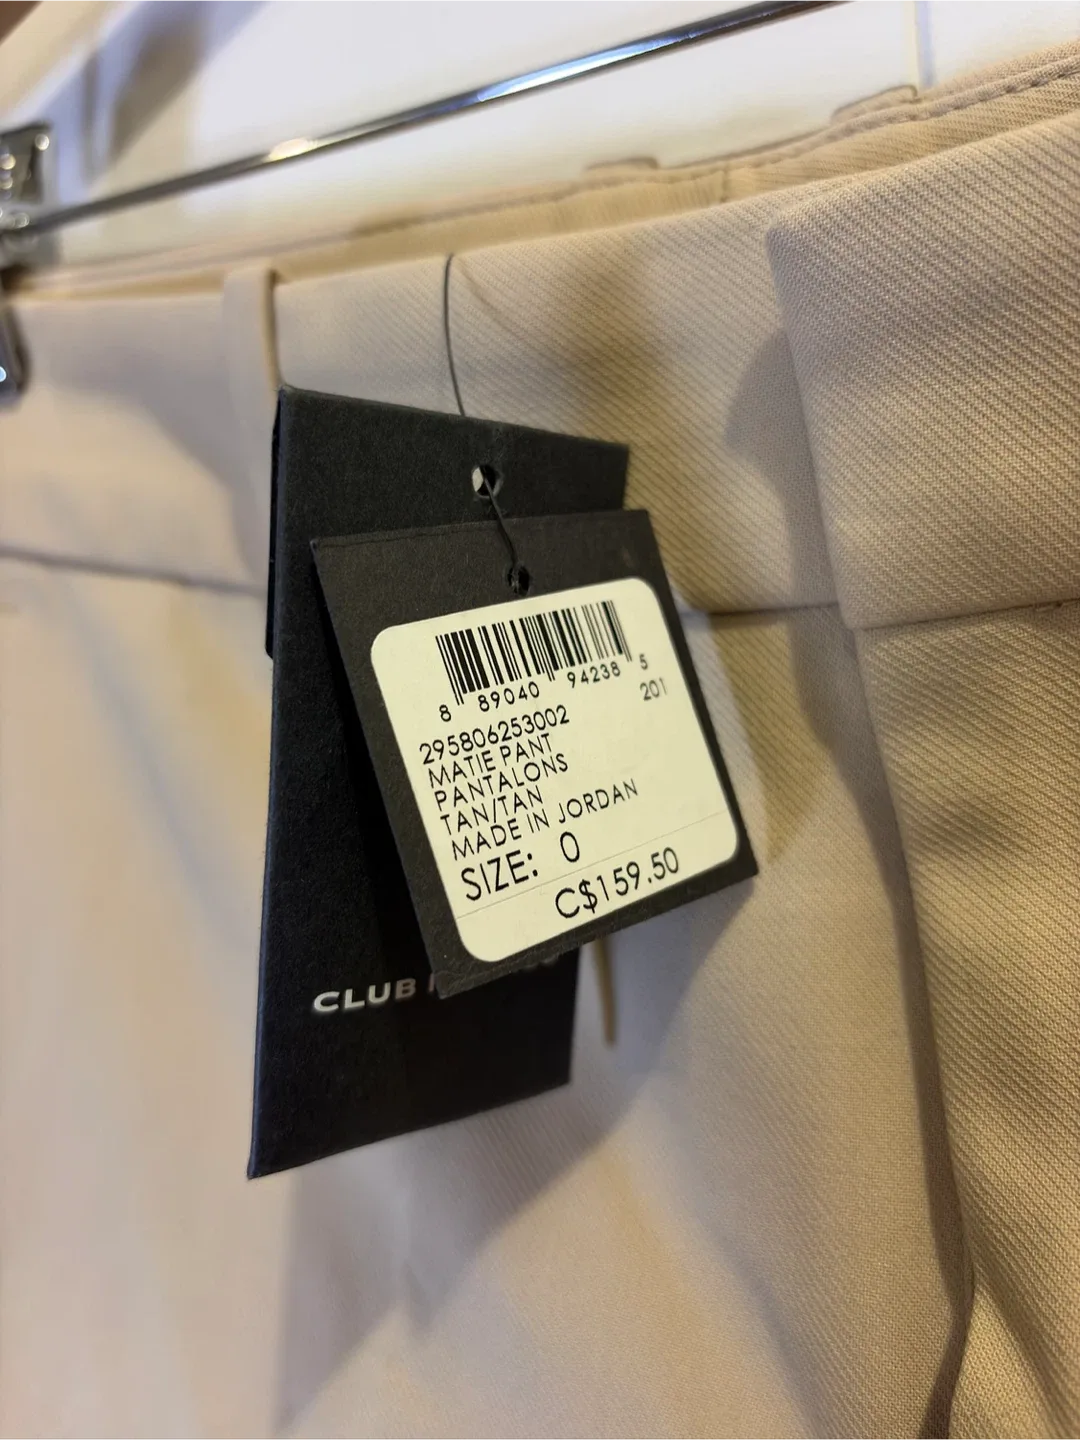 8 89040 94238 5
201
295806253002
MATIE PANT
PANTALONS
TAN/TAN
MADE IN JORDAN
SIZE: 0
C$159.50
CLUB